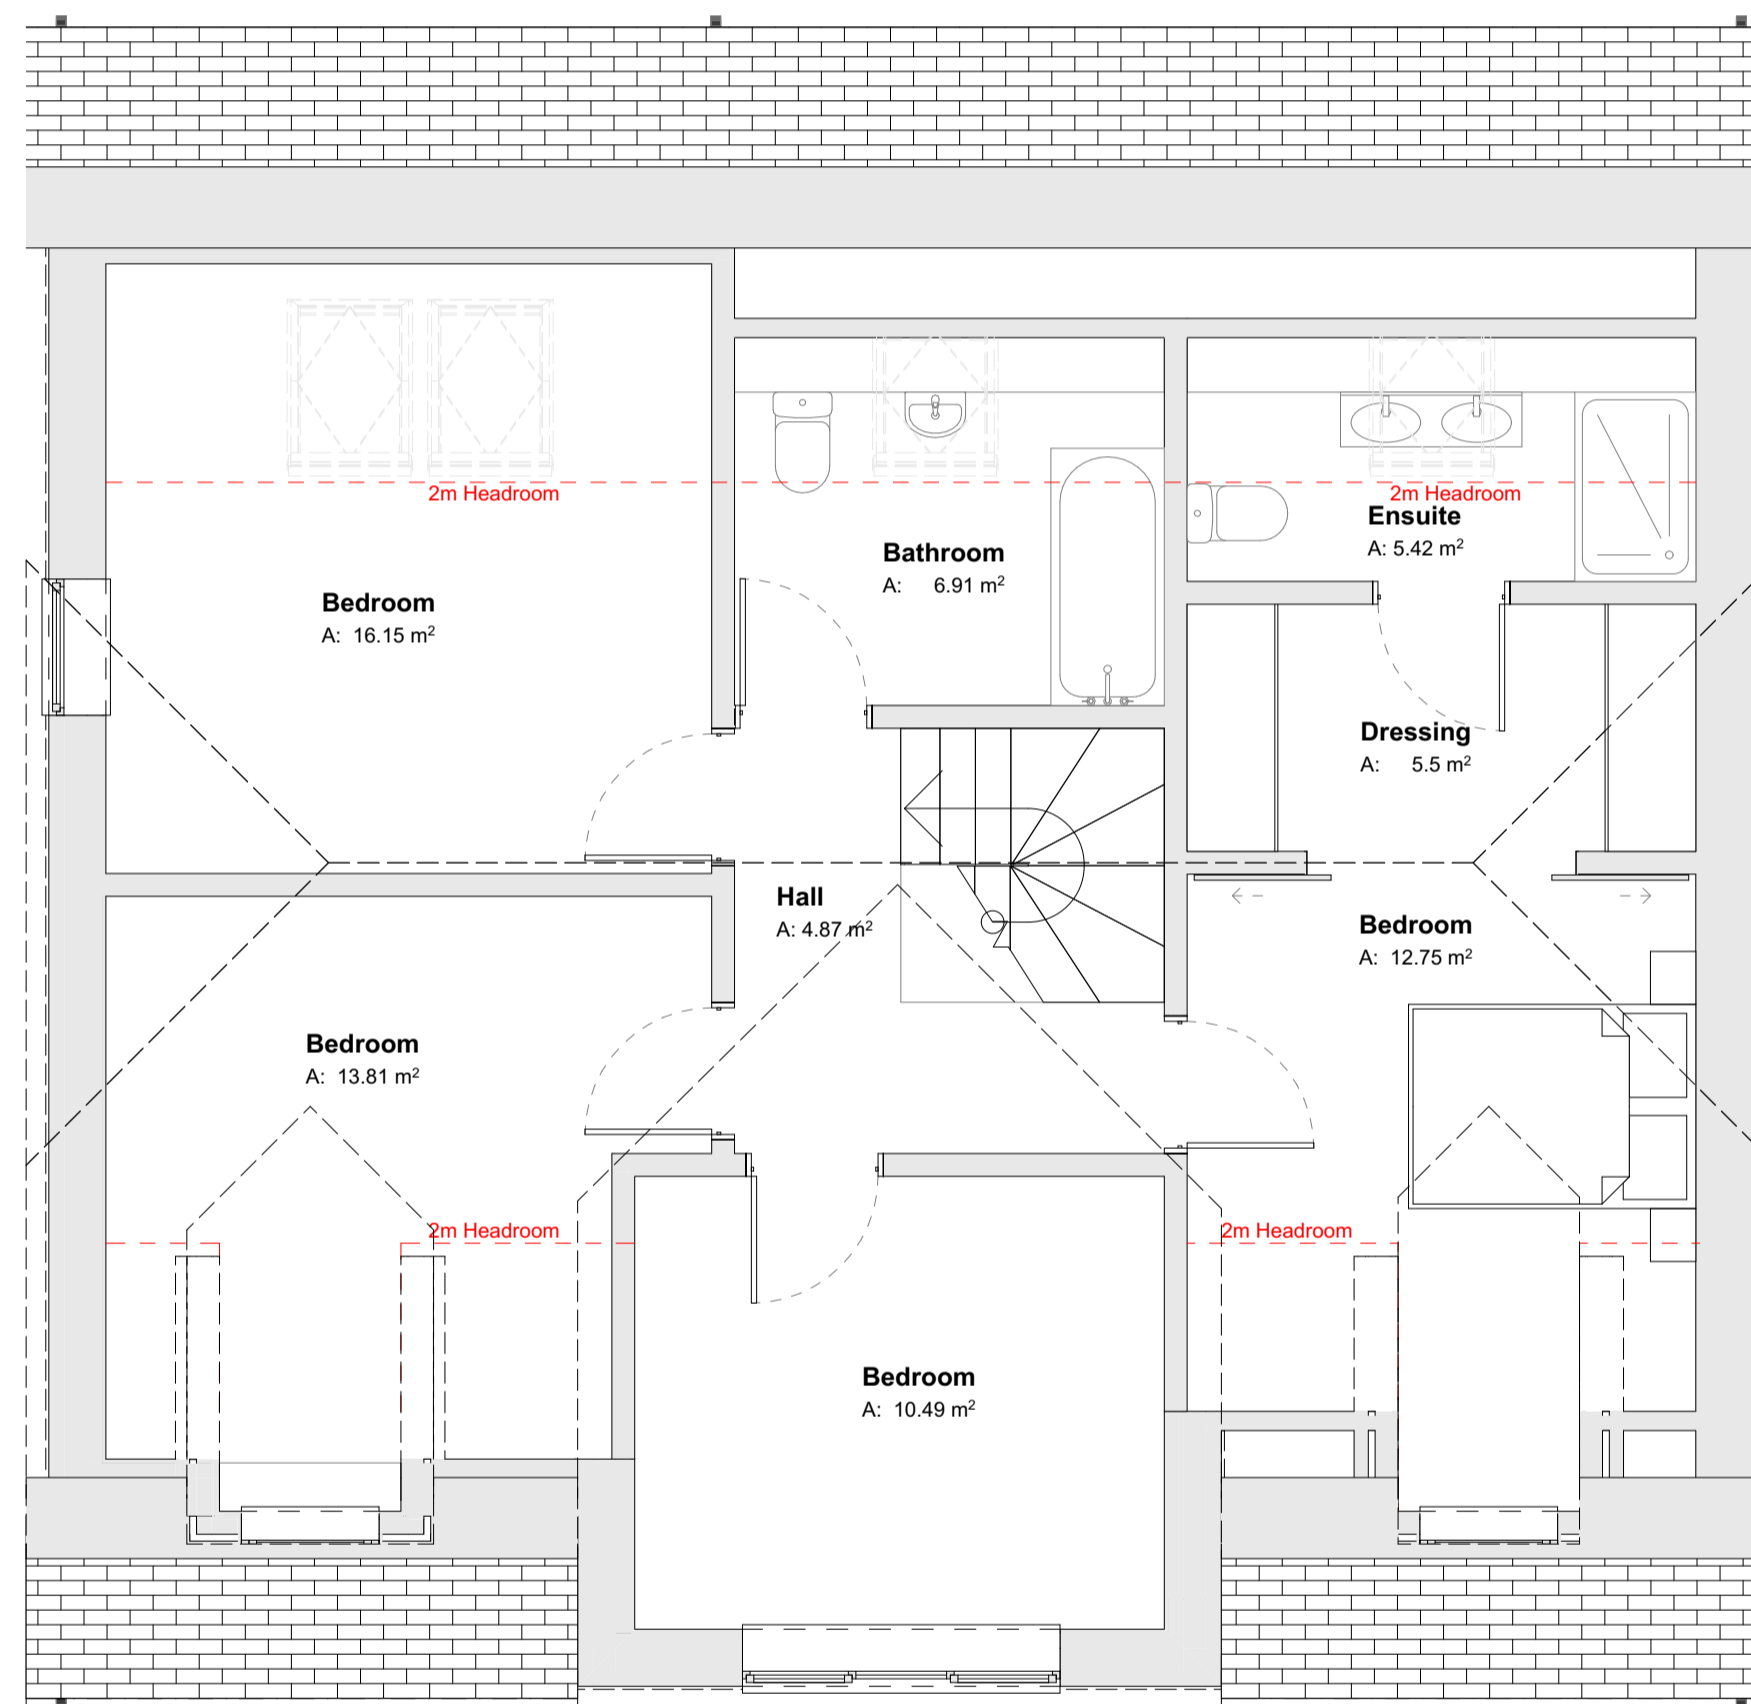 2m Headroom
2m Headroom
Ensuite
A: 5.42 m²
Bathroom
A: 6.91 m²
Bedroom
A: 16.15 m²
Dressing
A: 5.5 m²
Hall
A: 4.87 m²
Bedroom
A: 12.75 m²
Bedroom
A: 13.81 m²
2m Headroom
2m Headroom
Bedroom
A: 10.49 m²